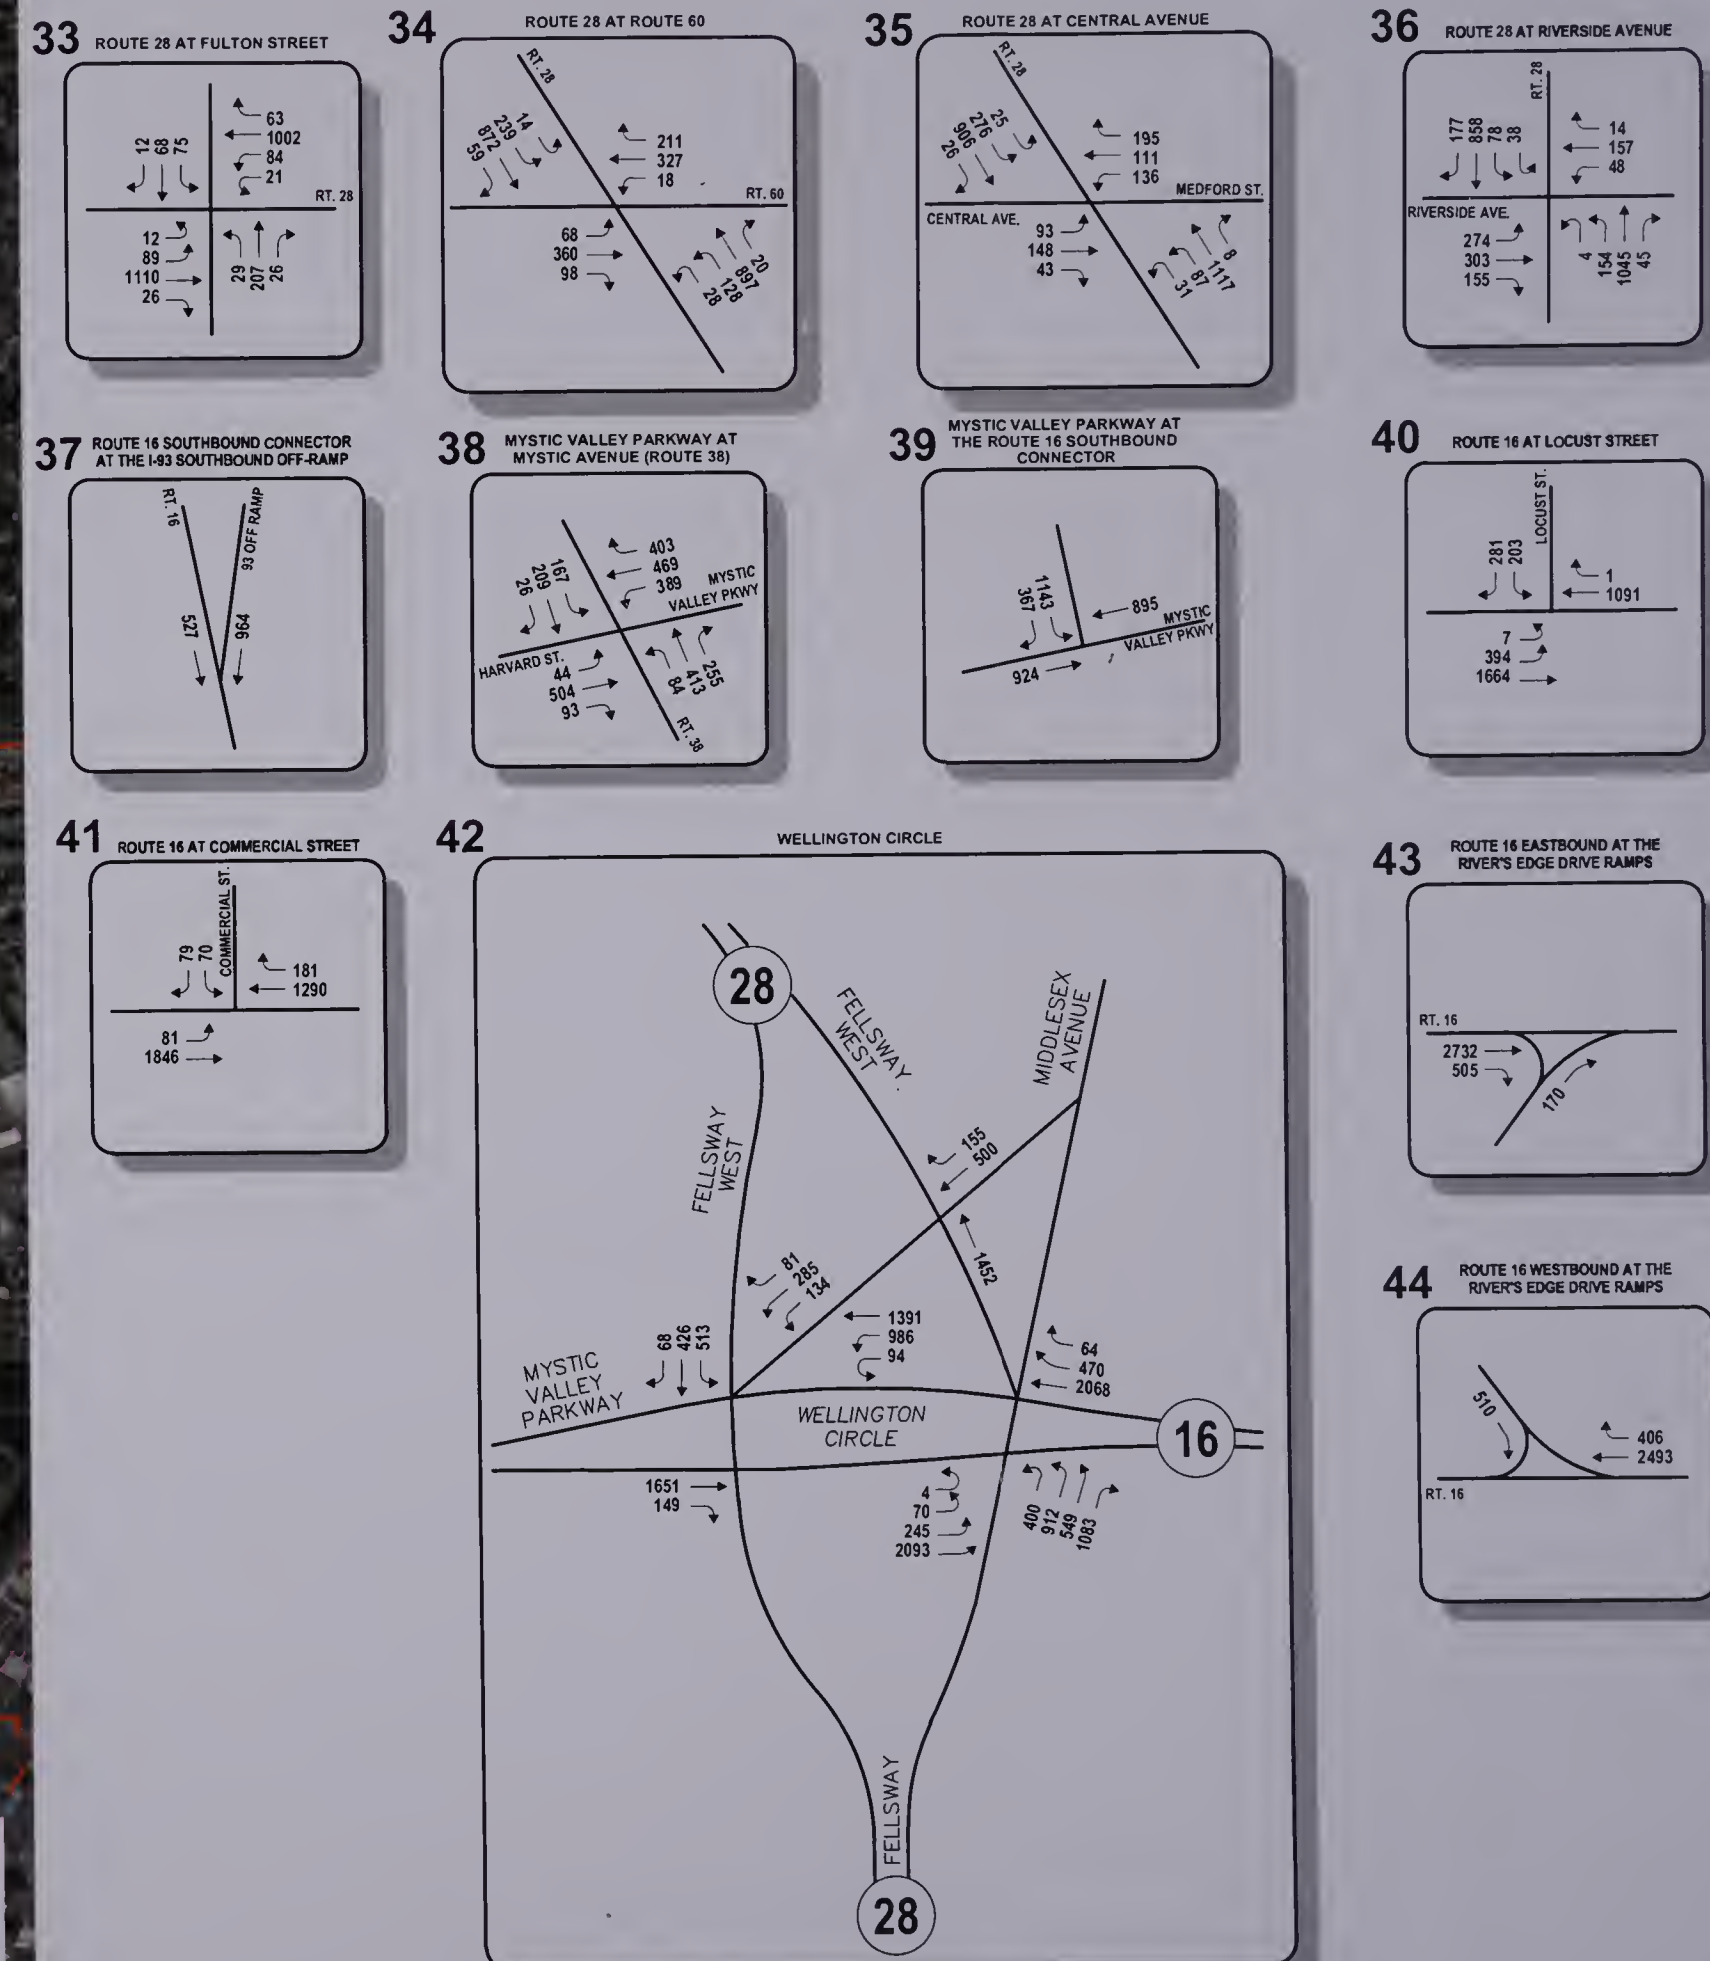 33 ROUTE 28 AT FULTON STREET
12
68
75
63
1002
84
21
RT. 28
12
89
1110
26
29
207
26
34 ROUTE 28 AT ROUTE 60
RT. 28
59
872
239
14
211
327
18
RT. 60
68
360
98
28
128
897
20
35 ROUTE 28 AT CENTRAL AVENUE
RT. 28
26
906
276
25
195
111
136
MEDFORD ST.
CENTRAL AVE.
93
148
43
31
87
1117
8
36 ROUTE 28 AT RIVERSIDE AVENUE
RT. 28
177
858
78
38
14
157
48
RIVERSIDE AVE.
274
303
155
4
154
1045
45
37 ROUTE 16 SOUTHBOUND CONNECTOR
AT THE I-93 SOUTHBOUND OFF-RAMP
RT. 16
93 OFF RAMP
527
964
38 MYSTIC VALLEY PARKWAY AT
MYSTIC AVENUE (ROUTE 38)
26
209
167
403
469
389
MYSTIC
VALLEY PKWY
HARVARD ST.
44
504
93
84
413
255
RT. 38
39 MYSTIC VALLEY PARKWAY AT
THE ROUTE 16 SOUTHBOUND
CONNECTOR
367
1143
895
MYSTIC
VALLEY PKWY
924
40 ROUTE 16 AT LOCUST STREET
LOCUST ST.
281
203
1
1091
7
394
1664
41 ROUTE 16 AT COMMERCIAL STREET
COMMERCIAL ST.
79
70
181
1290
81
1846
42 WELLINGTON CIRCLE
28
FELLSWAY
WEST
MIDDLESEX
AVENUE
FELLSWAY
WEST
155
500
1452
81
285
134
68
426
513
1391
986
94
64
470
2068
MYSTIC
VALLEY
PARKWAY
WELLINGTON
CIRCLE
16
1651
149
4
70
245
2093
400
912
549
1083
FELLSWAY
28
43 ROUTE 16 EASTBOUND AT THE
RIVER'S EDGE DRIVE RAMPS
RT. 16
2732
505
170
44 ROUTE 16 WESTBOUND AT THE
RIVER'S EDGE DRIVE RAMPS
510
406
2493
RT. 16